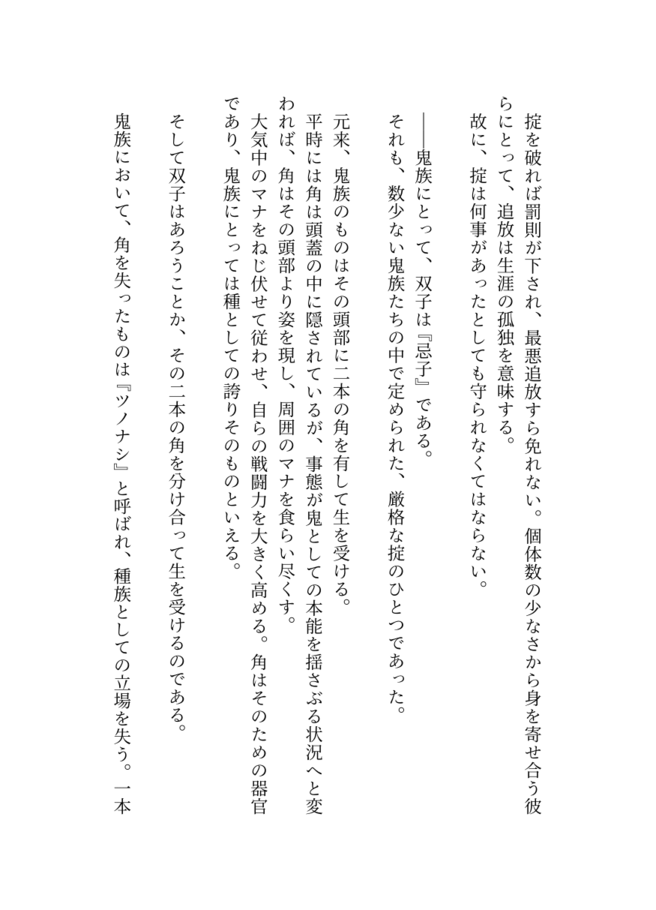 掟を破れば罰則が下され、最悪追放すら免れない。個体数の少なさから身を寄せ合う彼
らにとって、追放は生涯の孤独を意味する。
故に、掟は何事があったとしても守られなくてはならない。
――鬼族にとって、双子は『忌子』である。
それも、数少ない鬼族たちの中で定められた、厳格な掟のひとつであった。
元来、鬼族のものはその頭部に二本の角を有して生を受ける。
平時には角は頭蓋の中に隠されているが、事態が鬼としての本能を揺さぶる状況へと変
われば、角はその頭部より姿を現し、周囲のマナを食らい尽くす。
大気中のマナをねじ伏せて従わせ、自らの戦闘力を大きく高める。角はそのための器官
であり、鬼族にとっては種としての誇りそのものといえる。
そして双子はあろうことか、その二本の角を分け合って生を受けるのである。
鬼族において、角を失ったものは『ツノナシ』と呼ばれ、種族としての立場を失う。一本